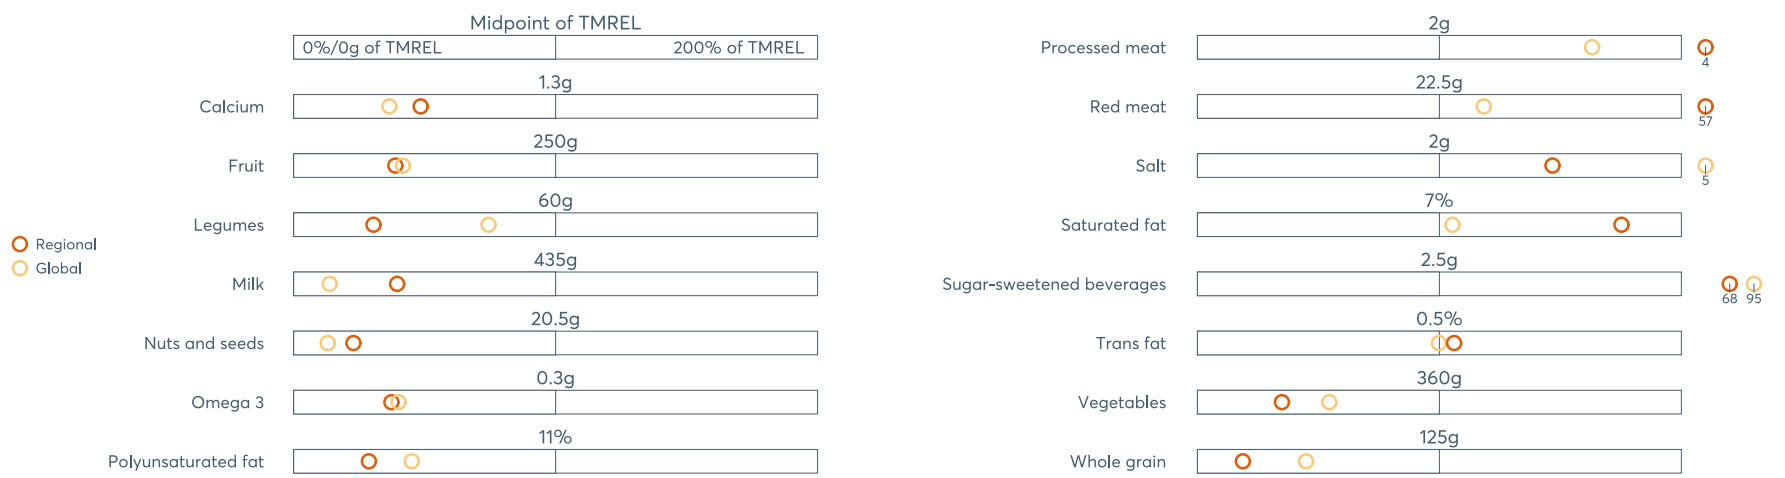 Midpoint of TMREL
0%/0g of TMREL
200% of TMREL
1.3g
Calcium
250g
Fruit
60g
Legumes
Regional
Global
435g
Milk
20.5g
Nuts and seeds
0.3g
Omega 3
11%
Polyunsaturated fat
2g
Processed meat
4
22.5g
Red meat
57
2g
Salt
5
7%
Saturated fat
2.5g
Sugar-sweetened beverages
68 95
0.5%
Trans fat
360g
Vegetables
125g
Whole grain